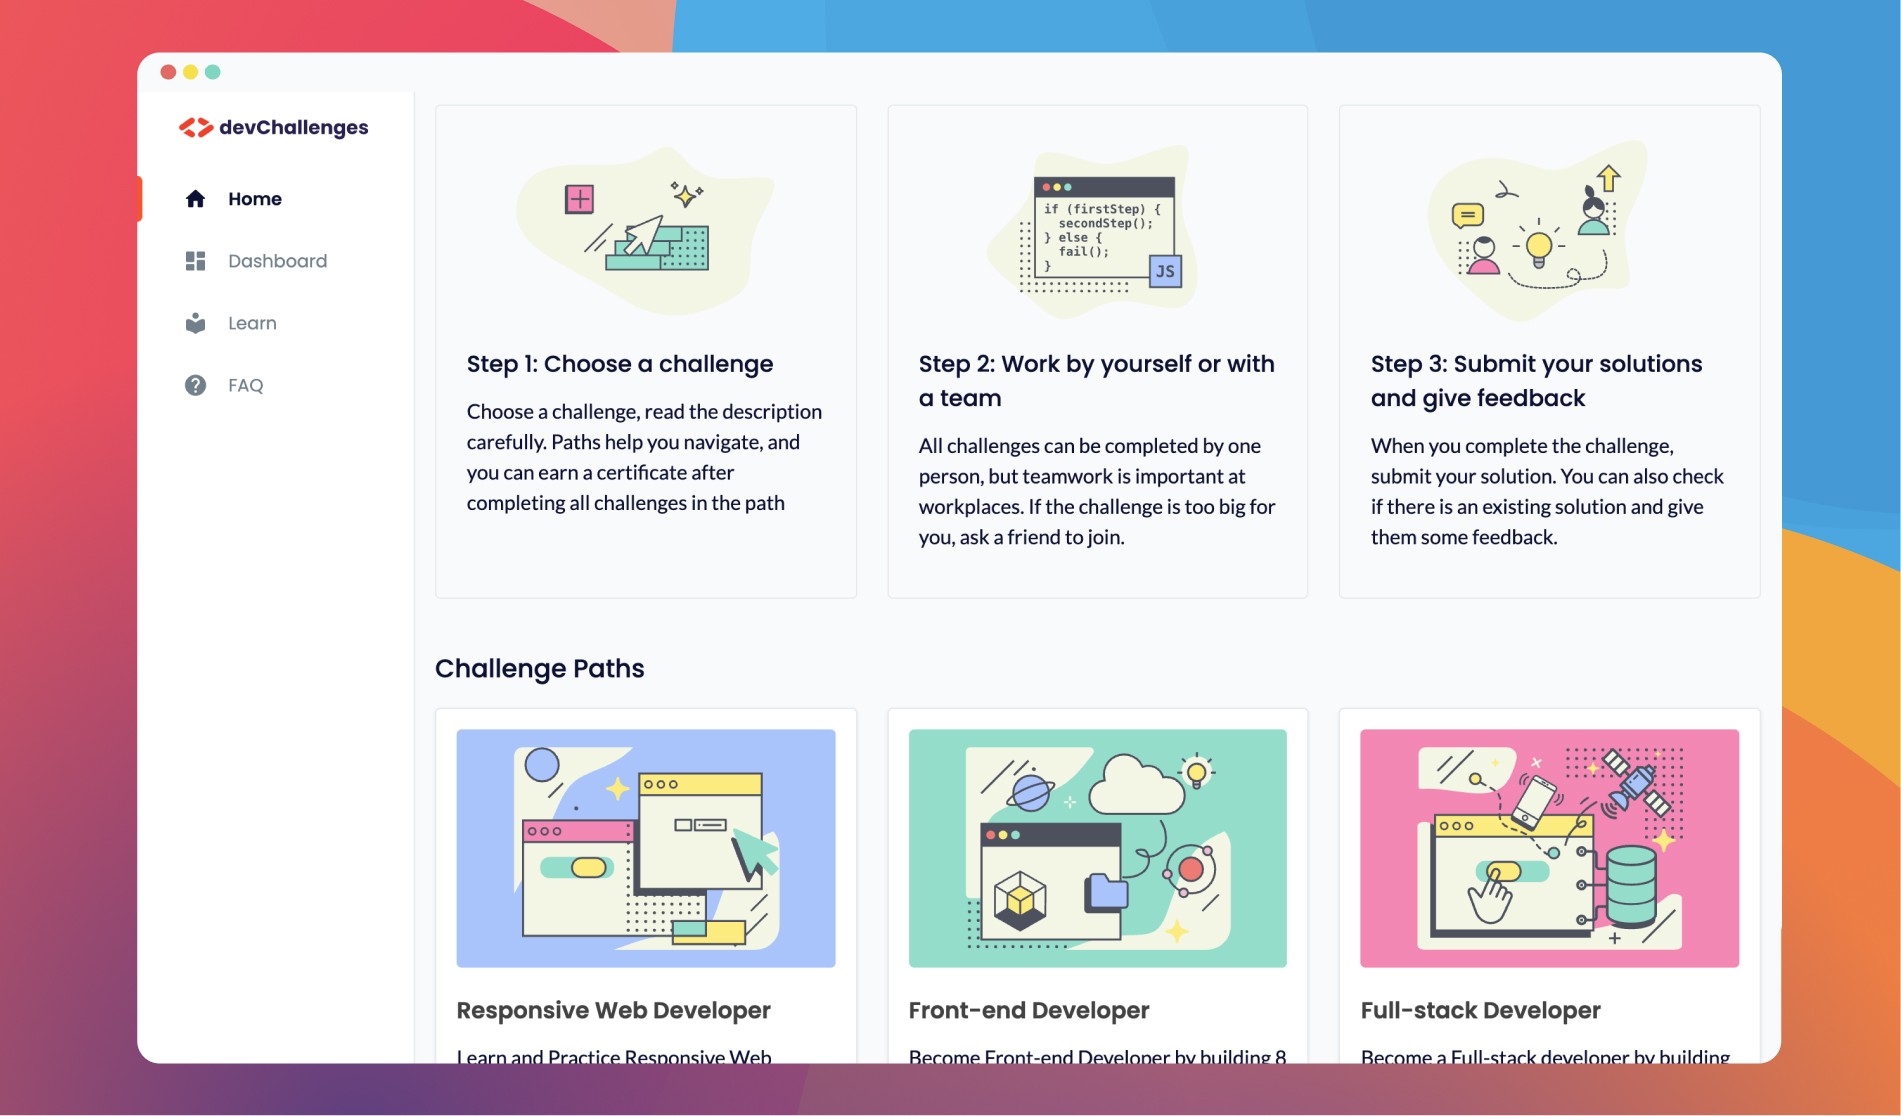 devChallenges
Home
Dashboard
Learn
FAQ
if (firstStep) {
secondStep();
} else {
fail();
}
JS
Step 1: Choose a challenge
Choose a challenge, read the description
carefully. Paths help you navigate, and
you can earn a certificate after
completing all challenges in the path
Step 2: Work by yourself or with
a team
All challenges can be completed by one
person, but teamwork is important at
workplaces. If the challenge is too big for
you, ask a friend to join.
Step 3: Submit your solutions
and give feedback
When you complete the challenge,
submit your solution. You can also check
if there is an existing solution and give
them some feedback.
Challenge Paths
Responsive Web Developer
Learn and Practice Responsive Web
Front-end Developer
Become Front-end Developer by building 8
Full-stack Developer
Become a Full-stack developer by building